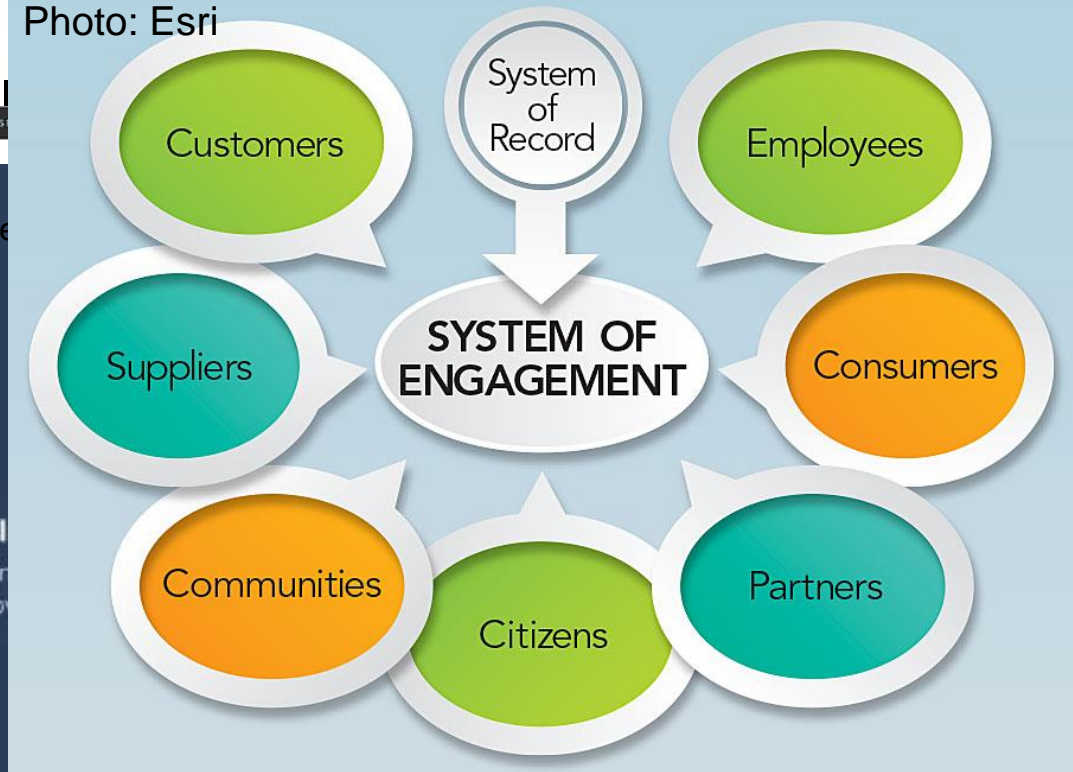 Photo: Esri
Customers
System
of
Record
Employees
Suppliers
SYSTEM OF
ENGAGEMENT
Consumers
Communities
Citizens
Partners